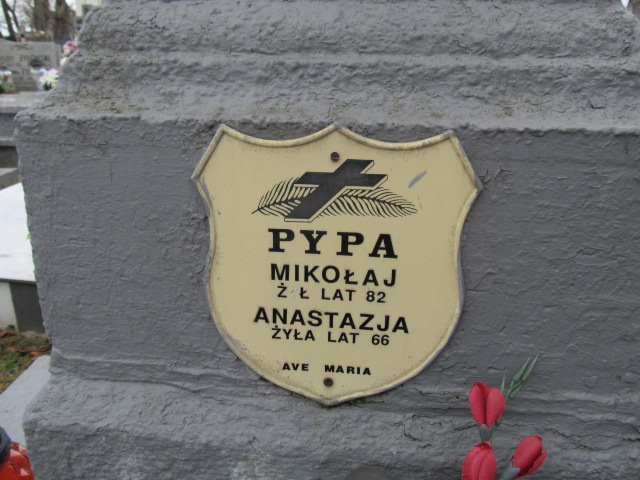 PYPA
MIKOŁAJ
Ż Ł LAT 82
ANASTAZJA
ŻYŁA LAT 66
AVE MARIA